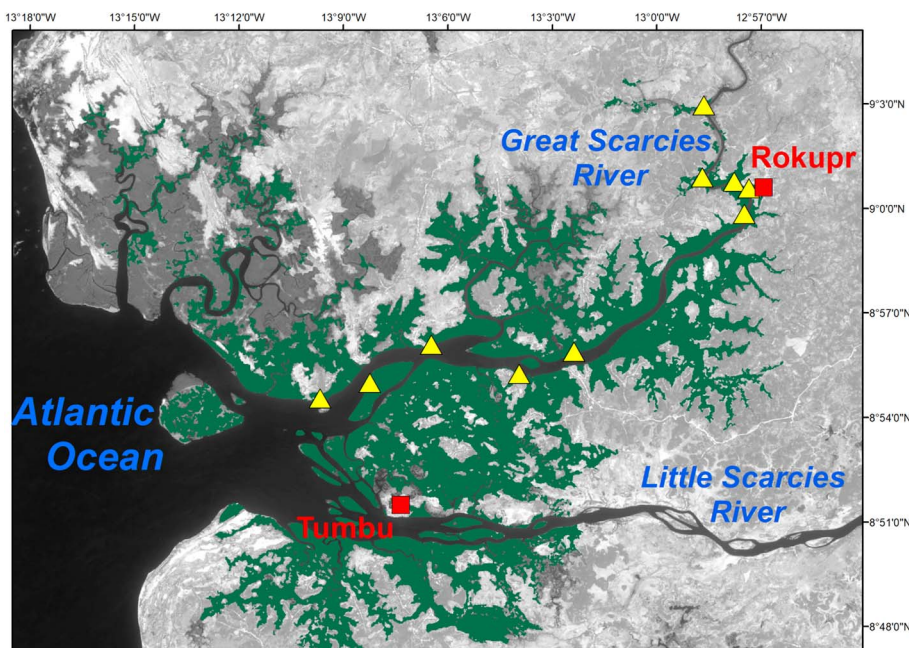 13°18'0"W 13°15'0"W 13°12'0"W 13°9'0"W 13°6'0"W 13°3'0"W 13°0'0"W 12°57'0"W
9°3'0"N
Great Scarcies
River
Rokupr
9°0'0"N
8°57'0"N
Atlantic
Ocean
8°54'0"N
Little Scarcies
River
Tumbu
8°51'0"N
8°48'0"N